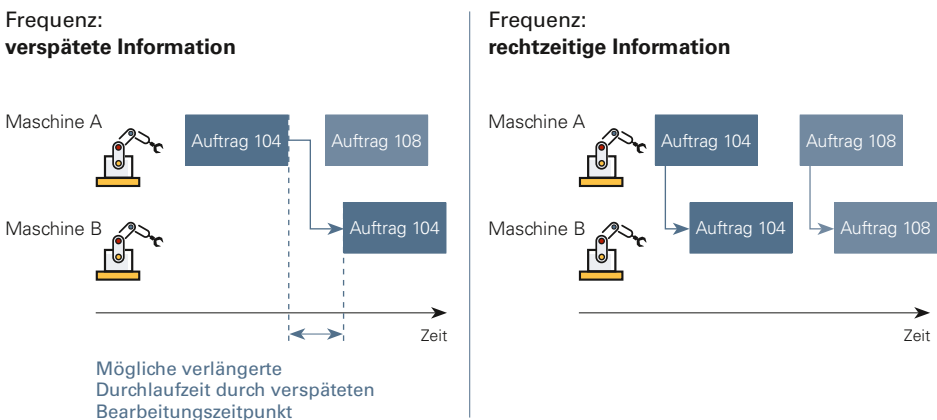 Frequenz:
verspätete Information
Maschine A
Auftrag 104
Auftrag 108
Maschine B
Auftrag 104
Zeit
Mögliche verlängerte
Durchlaufzeit durch verspäteten
Bearbeitungszeitpunkt
Frequenz:
rechtzeitige Information
Maschine A
Auftrag 104
Auftrag 108
Maschine B
Auftrag 104
Auftrag 108
Zeit